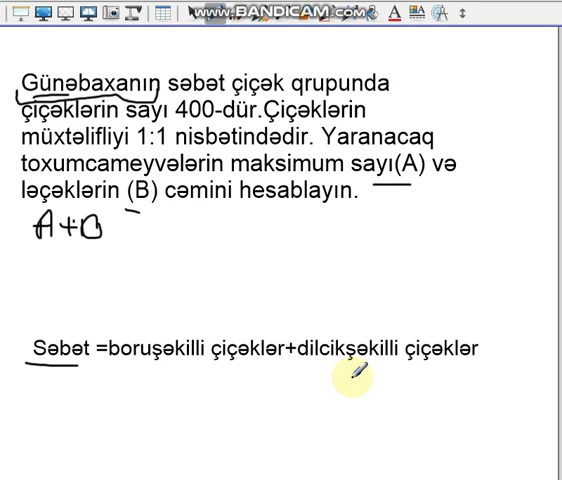 www.BANDICAM.com
Günəbaxanın səbət çiçək qrupunda
çiçəklərin sayı 400-dür.Çiçəklərin
müxtəlifliyi 1:1 nisbətindədir. Yaranacaq
toxumcameyvələrin maksimum sayı(A) və
ləçəklərin (B) cəmini hesablayın.
A+B
Səbət =boruşəkilli çiçəklər+dilcikşəkilli çiçəklər